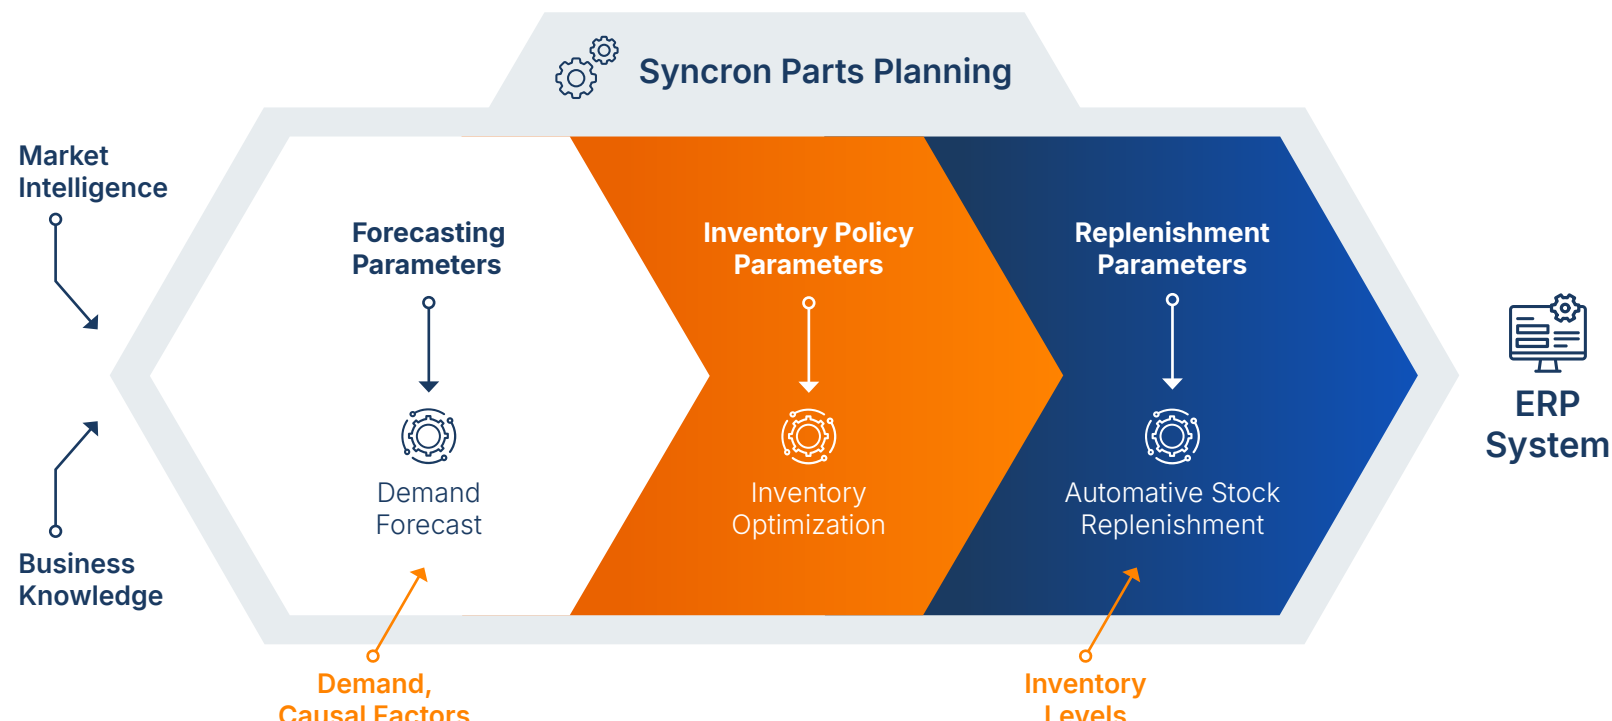 Syncron Parts Planning
Market
Intelligence
Forecasting
Parameters
Inventory Policy
Parameters
Replenishment
Parameters
ERP
System
Demand
Forecast
Inventory
Optimization
Automative Stock
Replenishment
Business
Knowledge
Demand,
Causal Factors
Inventory
Levels